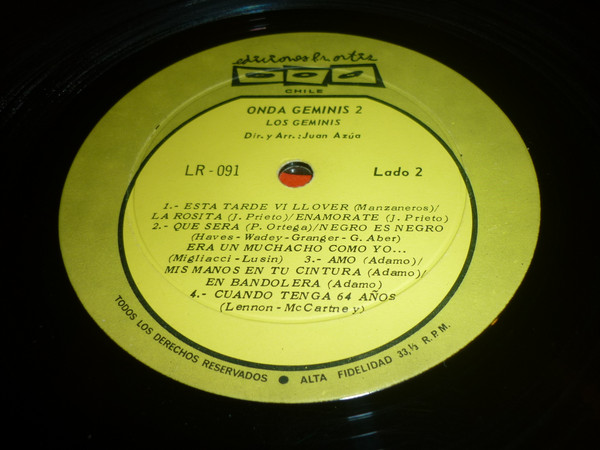 CHILE
ONDA GEMINIS 2
LOS GEMINIS
Dir. y Arr.: Juan Azúa
LR - 091
Lado 2
1.- ESTA TARDE VI LLOVER (Manzaneros)/
LA ROSITA (J. Prieto)/ENAMORATE (J. Prieto)
2.- QUE SERA (P. Ortega)/NEGRO ES NEGRO
(Haves-Wadey-Granger-G. Aber)
ERA UN MUCHACHO COMO YO...
(Migliacci-Lusin) 3.- AMO (Adamo)/
MIS MANOS EN TU CINTURA (Adamo)/
EN BANDOLERA (Adamo)
4.- CUANDO TENGA 64 AÑOS
(Lennon-McCartney)
TODOS LOS DERECHOS RESERVADOS ● ALTA FIDELIDAD 33,⅓ R.P.M.